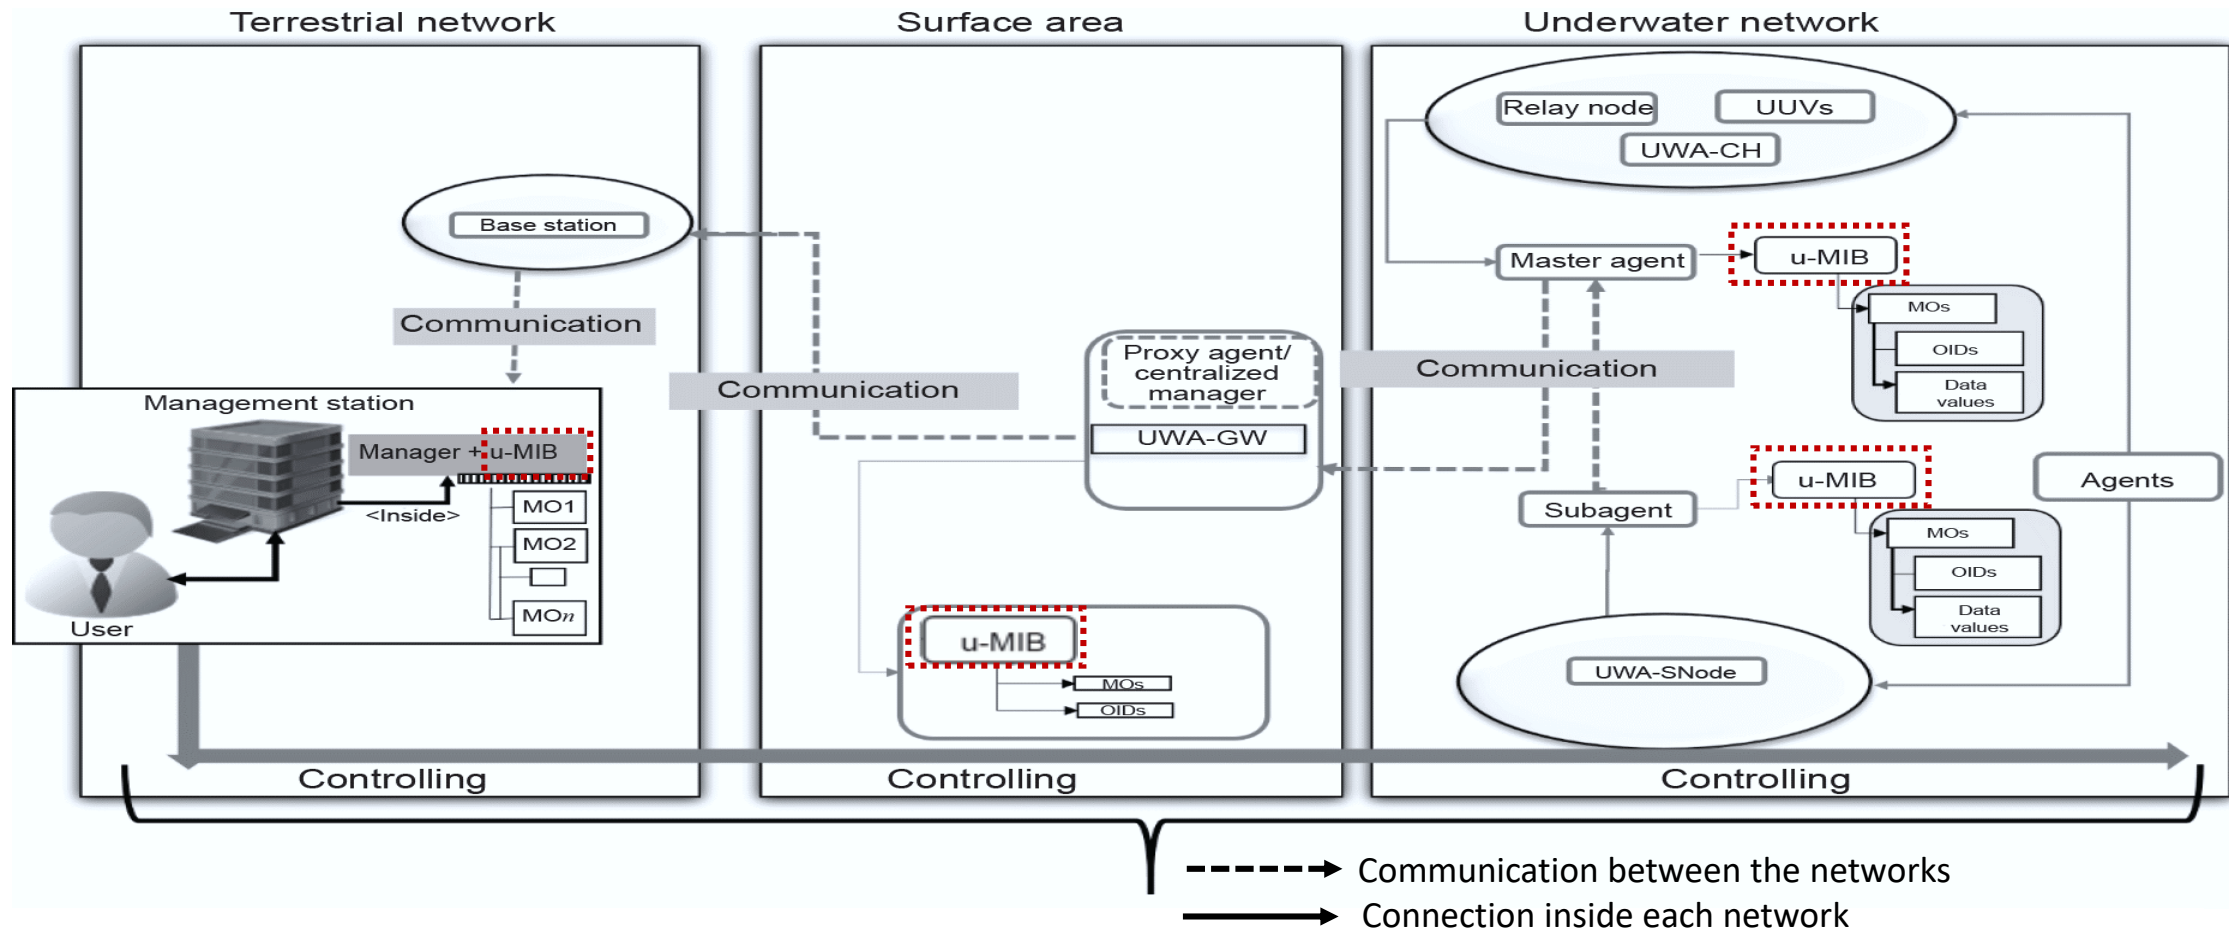 Terrestrial network
Surface area
Underwater network
Relay node
UUVs
UWA-CH
Base station
Communication
Management station
Manager + u-MIB
<Inside>
MO1
MO2
MOn
User
Communication
Proxy agent/
centralized
manager
UWA-GW
u-MIB
MOs
OIDs
Master agent
u-MIB
MOs
OIDs
Data
values
Communication
Subagent
u-MIB
MOs
OIDs
Data
values
Agents
UWA-SNode
Controlling
Controlling
Controlling
Communication between the networks
Connection inside each network